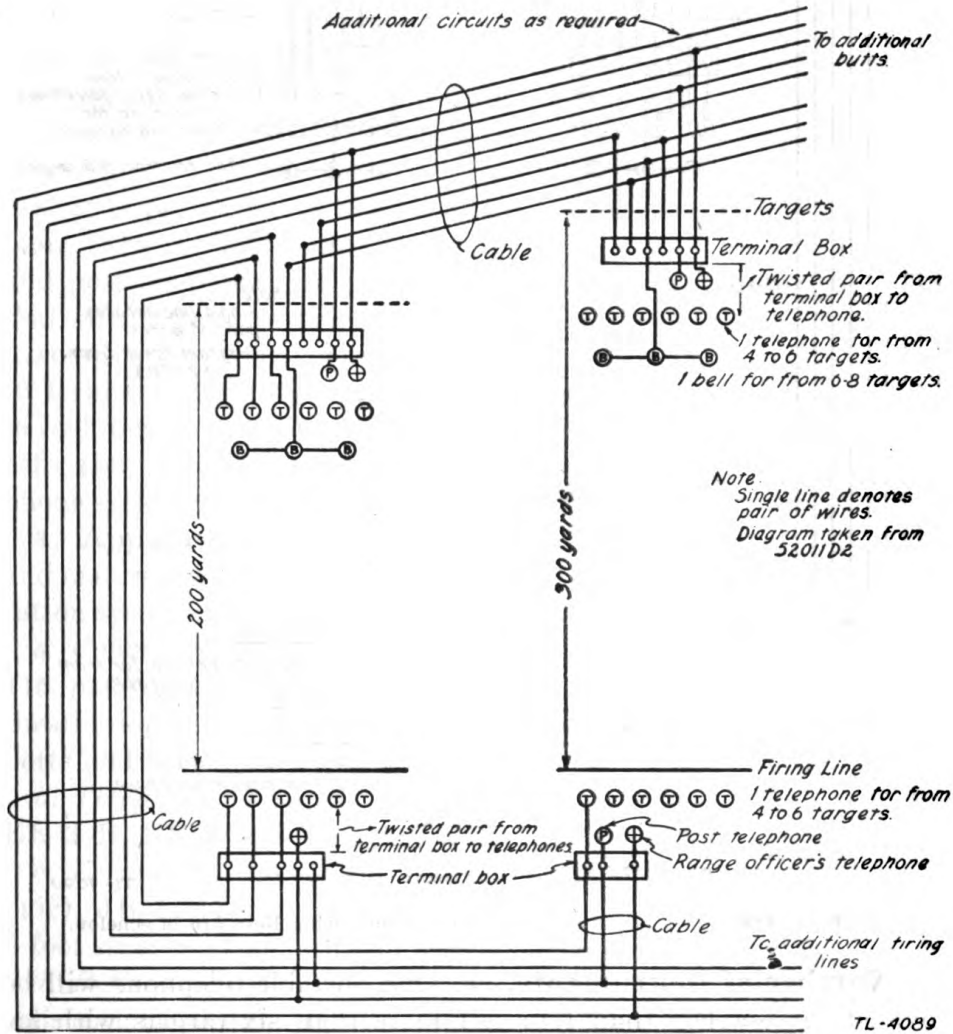 Additional circuits as required
To additional
butts.
Cable
Targets
Terminal Box
P
Twisted pair from
terminal box to
telephone.
T T T T T T
1 telephone for from
4 to 6 targets.
B B B
1 bell for from 6-8 targets.
P
T T T T T T
B B B
200 yards
300 yards
Note
Single line denotes
pair of wires.
Diagram taken from
52011D2
Firing Line
T T T T T T
T T T T T T
1 telephone for from
4 to 6 targets.
Cable
Twisted pair from
terminal box to telephones
P
Post telephone
Range officer's telephone
Terminal box
Cable
To additional firing
lines
TL-4089